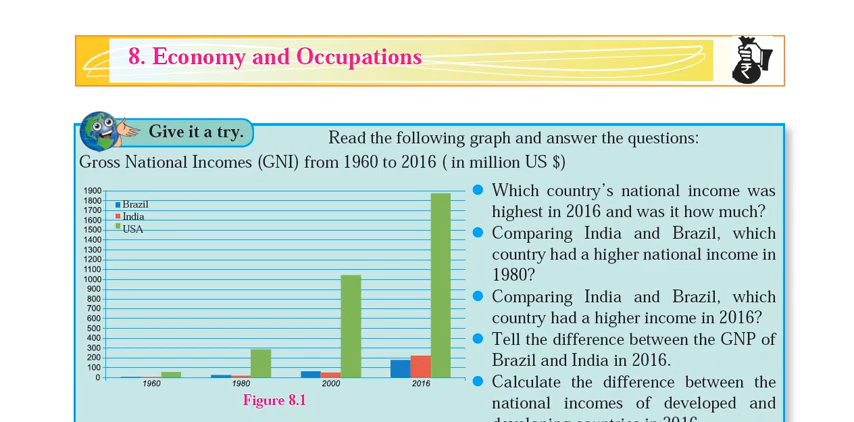 8. Economy and Occupations
Give it a try.
Read the following graph and answer the questions:
Gross National Incomes (GNI) from 1960 to 2016 ( in million US $)
1900
1800
1700
1600
1500
1400
1300
1200
1100
1000
900
800
700
600
500
400
300
200
100
0
Brazil
India
USA
1960 1980 2000 2016
Figure 8.1
Which country's national income was
highest in 2016 and was it how much?
Comparing India and Brazil, which
country had a higher national income in
1980?
Comparing India and Brazil, which
country had a higher income in 2016?
Tell the difference between the GNP of
Brazil and India in 2016.
Calculate the difference between the
national incomes of developed and
developing countries in 2016.